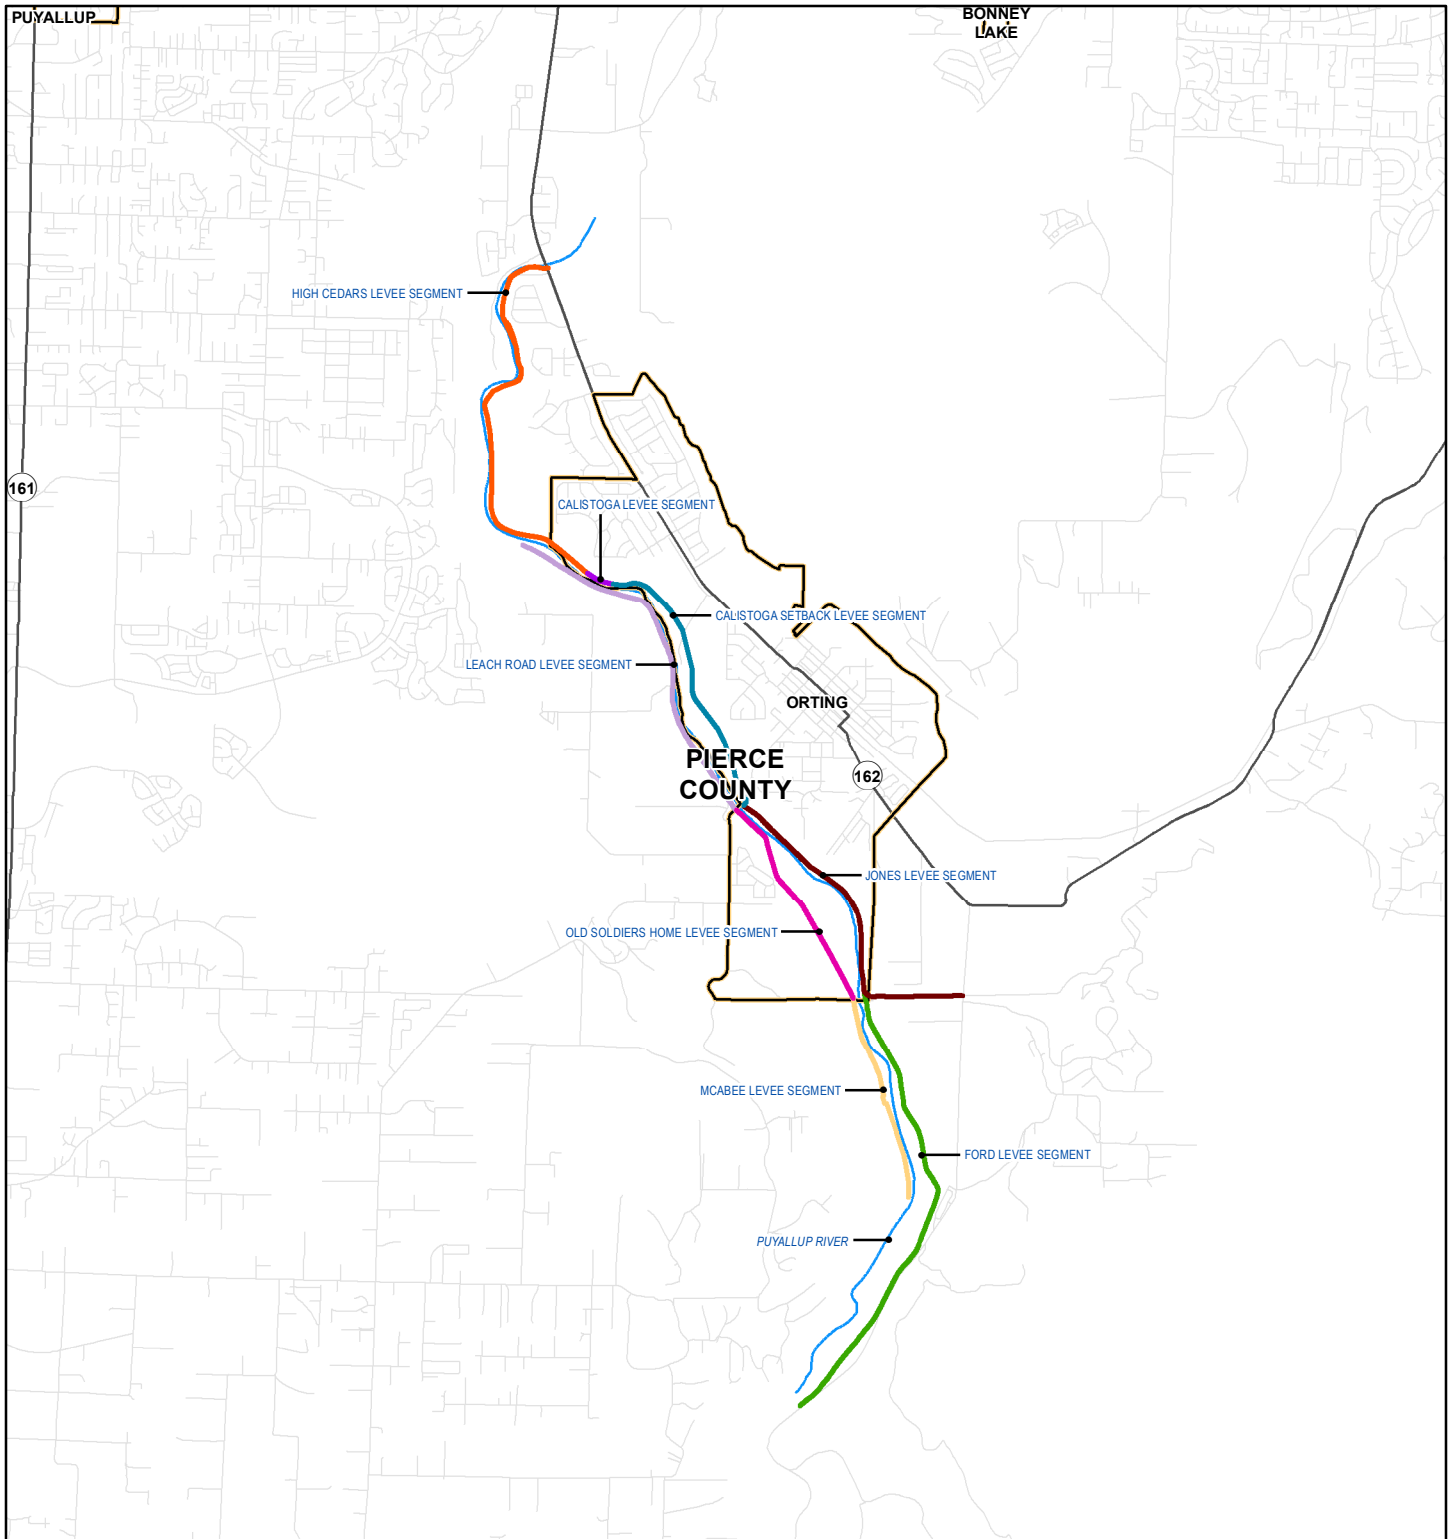 PUYALLUP
BONNEY
LAKE
HIGH CEDARS LEVEE SEGMENT
161
CALISTOGA LEVEE SEGMENT
CALISTOGA SETBACK LEVEE SEGMENT
LEACH ROAD LEVEE SEGMENT
ORTING
PIERCE
COUNTY
162
JONES LEVEE SEGMENT
OLD SOLDIERS HOME LEVEE SEGMENT
MCABEE LEVEE SEGMENT
FORD LEVEE SEGMENT
PUYALLUP RIVER